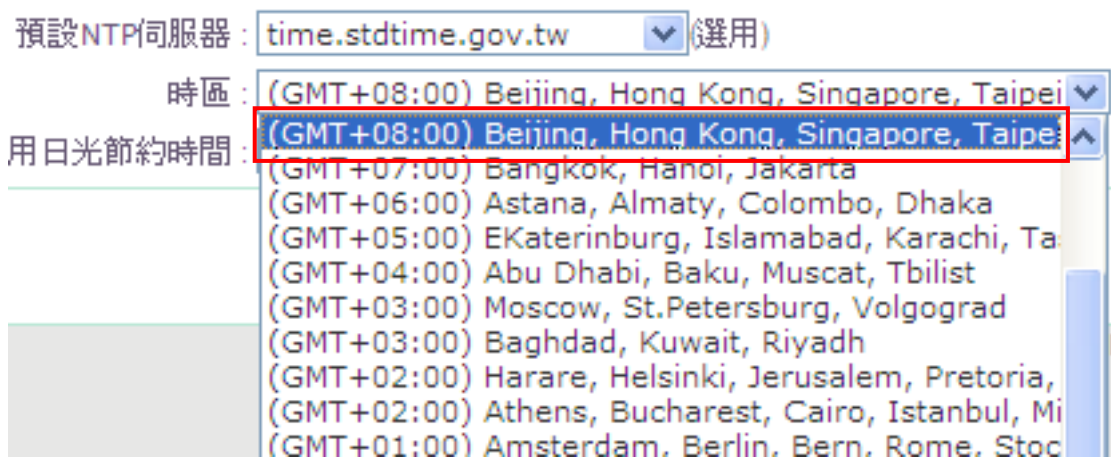 預設NTP伺服器 : time.stdtime.gov.tw (選用)
時區 : (GMT+08:00) Beijing, Hong Kong, Singapore, Taipei
(GMT+08:00) Beijing, Hong Kong, Singapore, Taipe
用日光節約時間 :
(GMT+07:00) Bangkok, Hanoi, Jakarta
(GMT+06:00) Astana, Almaty, Colombo, Dhaka
(GMT+05:00) EKaterinburg, Islamabad, Karachi, Ta
(GMT+04:00) Abu Dhabi, Baku, Muscat, Tbilist
(GMT+03:00) Moscow, St.Petersburg, Volgograd
(GMT+03:00) Baghdad, Kuwait, Riyadh
(GMT+02:00) Harare, Helsinki, Jerusalem, Pretoria,
(GMT+02:00) Athens, Bucharest, Cairo, Istanbul, Mi
(GMT+01:00) Amsterdam, Berlin, Bern, Rome, Stoc